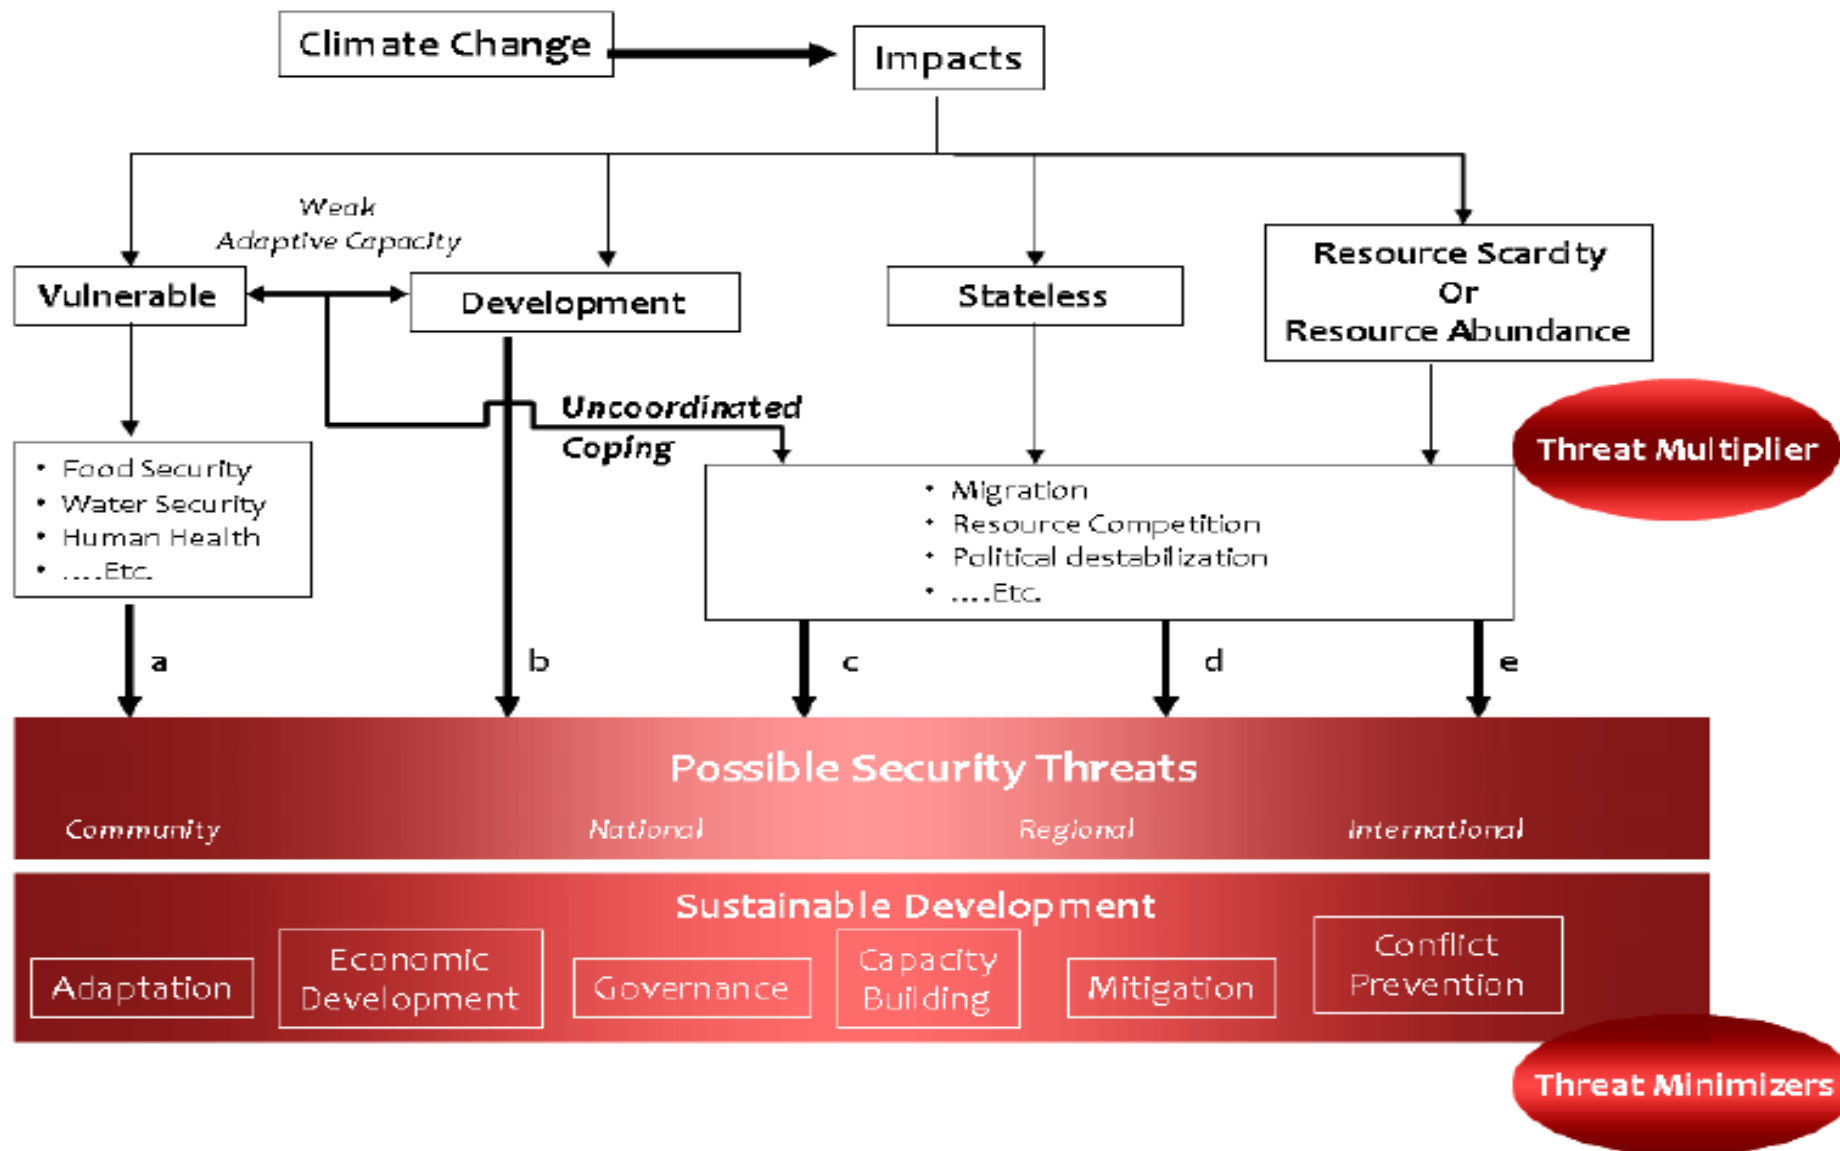 Climate Change
Impacts
Weak
Adaptive Capacity
Vulnerable
Development
Stateless
Resource Scarcity
Or
Resource Abundance
Uncoordinated
Coping
Threat Multiplier
• Food Security
• Water Security
• Human Health
• ....Etc.
• Migration
• Resource Competition
• Political destabilization
• ....Etc.
a
b
c
d
e
Possible Security Threats
Community
National
Regional
International
Sustainable Development
Adaptation
Economic
Development
Governance
Capacity
Building
Mitigation
Conflict
Prevention
Threat Minimizers